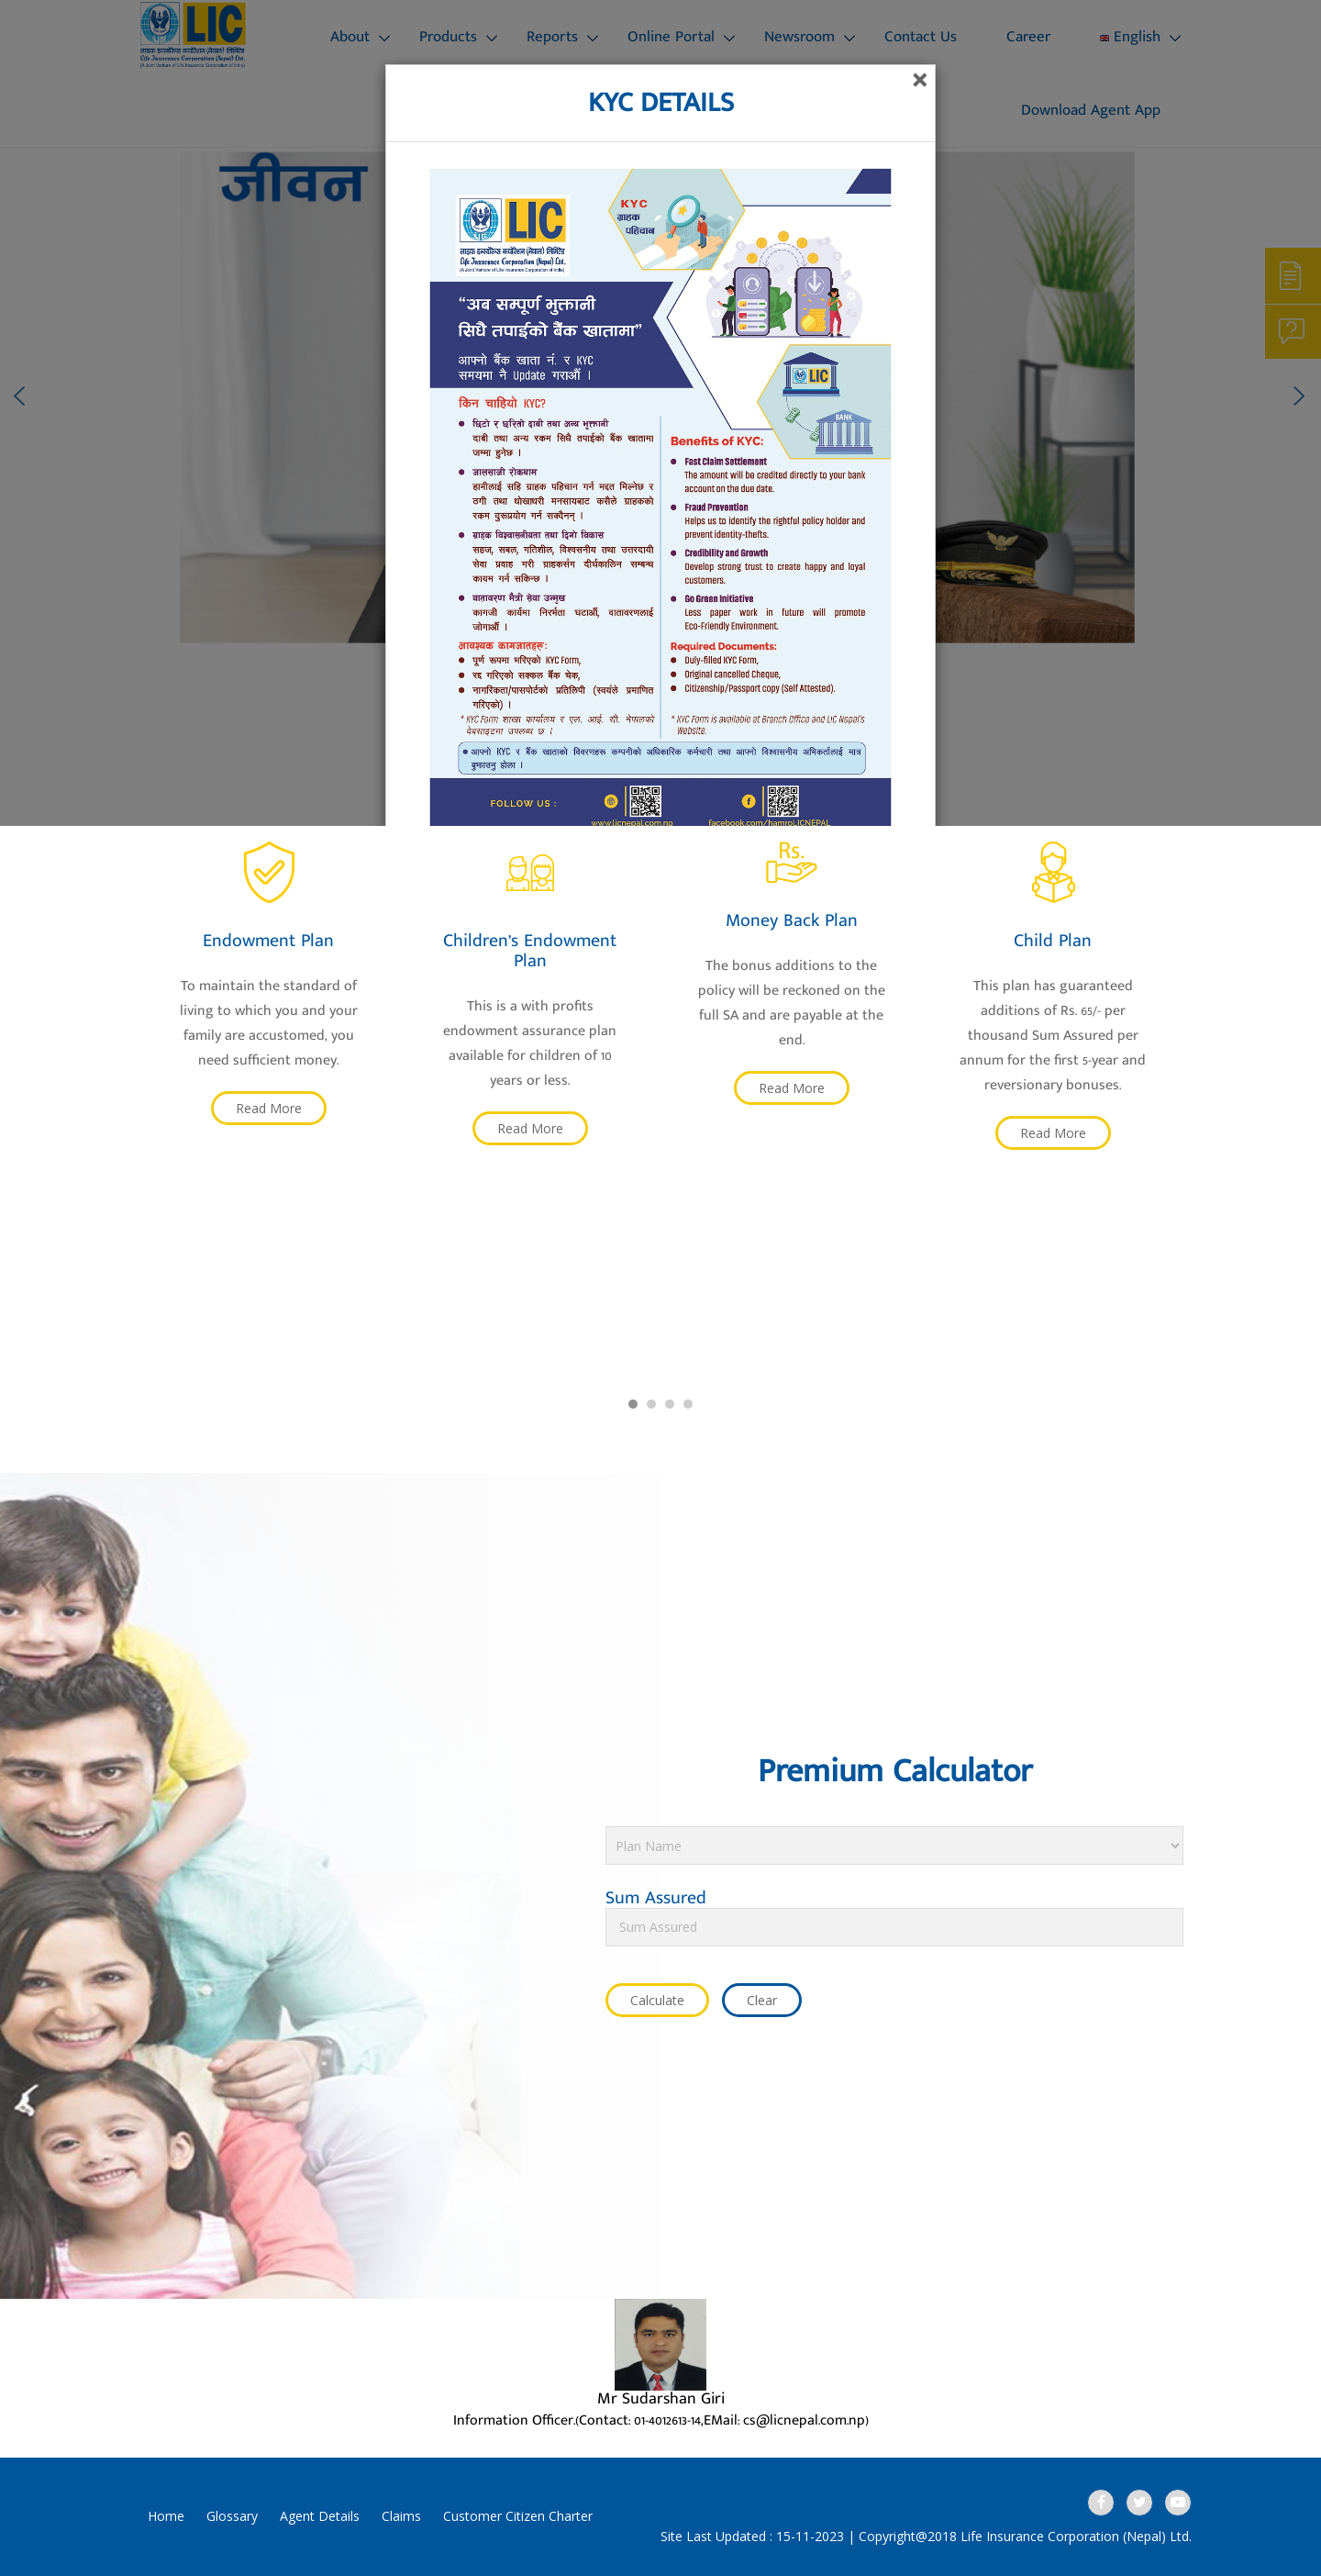 LIC
लाइफ इन्स्योरेन्स कर्पोरेशन (नेपाल) लिमिटेड
Life Insurance Corporation (Nepal) Ltd.
(A Joint Venture of Life Insurance Corporation of India)
About
Products
Reports
Online Portal
Newsroom
Contact Us
Career
English
Download Agent App
जीवन
KYC DETAILS
LIC
लाइफ इन्स्योरेन्स कर्पोरेशन (नेपाल) लिमिटेड
Life Insurance Corporation (Nepal) Ltd.
(A Joint Venture of Life Insurance Corporation of India)
KYC
ग्राहक
पहिचान
“अब सम्पूर्ण भुक्तानी
सिधै तपाईको बैंक खातामा”
आफ्नो बैंक खाता नं. र KYC
समयमा नै Update गराऔं ।
LIC
BANK
किन चाहियो KYC?
छिटो र छरितो दाबी तथा अन्य भुक्तानी
दाबी तथा अन्य रकम सिधै तपाईको बैंक खातामा
जम्मा हुनेछ ।
जालसाजी रोकथाम
हामीलाई सहि ग्राहक पहिचान गर्न मद्दत मिल्नेछ र
ठगी तथा धोखाधरी मनसायबाट कसैले ग्राहकको
रकम दुरूप्रयोग गर्न सक्दैनन् ।
ग्राहक विश्वासनीयता तथा दिगो विकास
सहज, सबल, गतिशील, विश्वसनीय तथा उत्तरदायी
सेवा प्रवाह गरी ग्राहकसँग दीर्घकालिन सम्बन्ध
कायम गर्न सकिन्छ ।
वातावरण मैत्री सेवा उन्मुख
कागजी कार्यमा निरर्भता घटाऔं, वातावरणलाई
जोगाऔं ।
आवश्यक कागजातहरू:
पूर्ण रूपमा भरिएको KYC Form,
रद्द गरिएको सक्कल बैंक चेक,
नागरिकता/पासपोर्टको प्रतिलिपी (स्वयंले प्रमाणित
गरिएको) ।
* KYC Form शाखा कार्यालय र एल. आई. सी. नेपालको
वेबसाइटमा उपलब्ध छ ।
Benefits of KYC:
Fast Claim Settlement
The amount will be credited directly to your bank
account on the due date.
Fraud Prevention
Helps us to identify the rightful policy holder and
prevent identity-thefts.
Credibility and Growth
Develop strong trust to create happy and loyal
customers.
Go Green Initiative
Less paper work in future will promote
Eco-Friendly Environment.
Required Documents:
Duly-filled KYC Form,
Original cancelled Cheque,
Citizenship/Passport copy (Self Attested).
* KYC Form is available at Branch Office and LIC Nepal's
Website.
आफ्नो KYC र बैंक खाताको विवरणहरू कम्पनीको अधिकारिक कर्मचारी तथा आफ्नो विश्वासनीय अभिकर्तालाई मात्र
बुझाउनु होला ।
FOLLOW US :
www.licnepal.com.np
facebook.com/hamroLICNEPAL
Endowment Plan
To maintain the standard of
living to which you and your
family are accustomed, you
need sufficient money.
Read More
Children’s Endowment
Plan
This is a with profits
endowment assurance plan
available for children of 10
years or less.
Read More
Rs.
Money Back Plan
The bonus additions to the
policy will be reckoned on the
full SA and are payable at the
end.
Read More
Child Plan
This plan has guaranteed
additions of Rs. 65/- per
thousand Sum Assured per
annum for the first 5-year and
reversionary bonuses.
Read More
Premium Calculator
Plan Name
Sum Assured
Sum Assured
Calculate
Clear
Mr Sudarshan Giri
Information Officer.(Contact: 01-4012613-14,EMail: cs@licnepal.com.np)
Home
Glossary
Agent Details
Claims
Customer Citizen Charter
Site Last Updated : 15-11-2023 | Copyright@2018 Life Insurance Corporation (Nepal) Ltd.